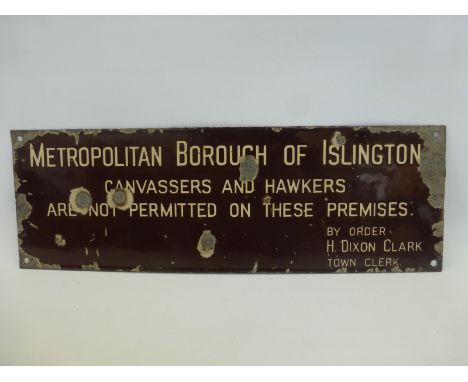 METROPOLITAN BOROUGH OF ISLINGTON
CANVASSERS AND HAWKERS
ARE NOT PERMITTED ON THESE PREMISES.
BY ORDER.
H. DIXON CLARK
TOWN CLERK.